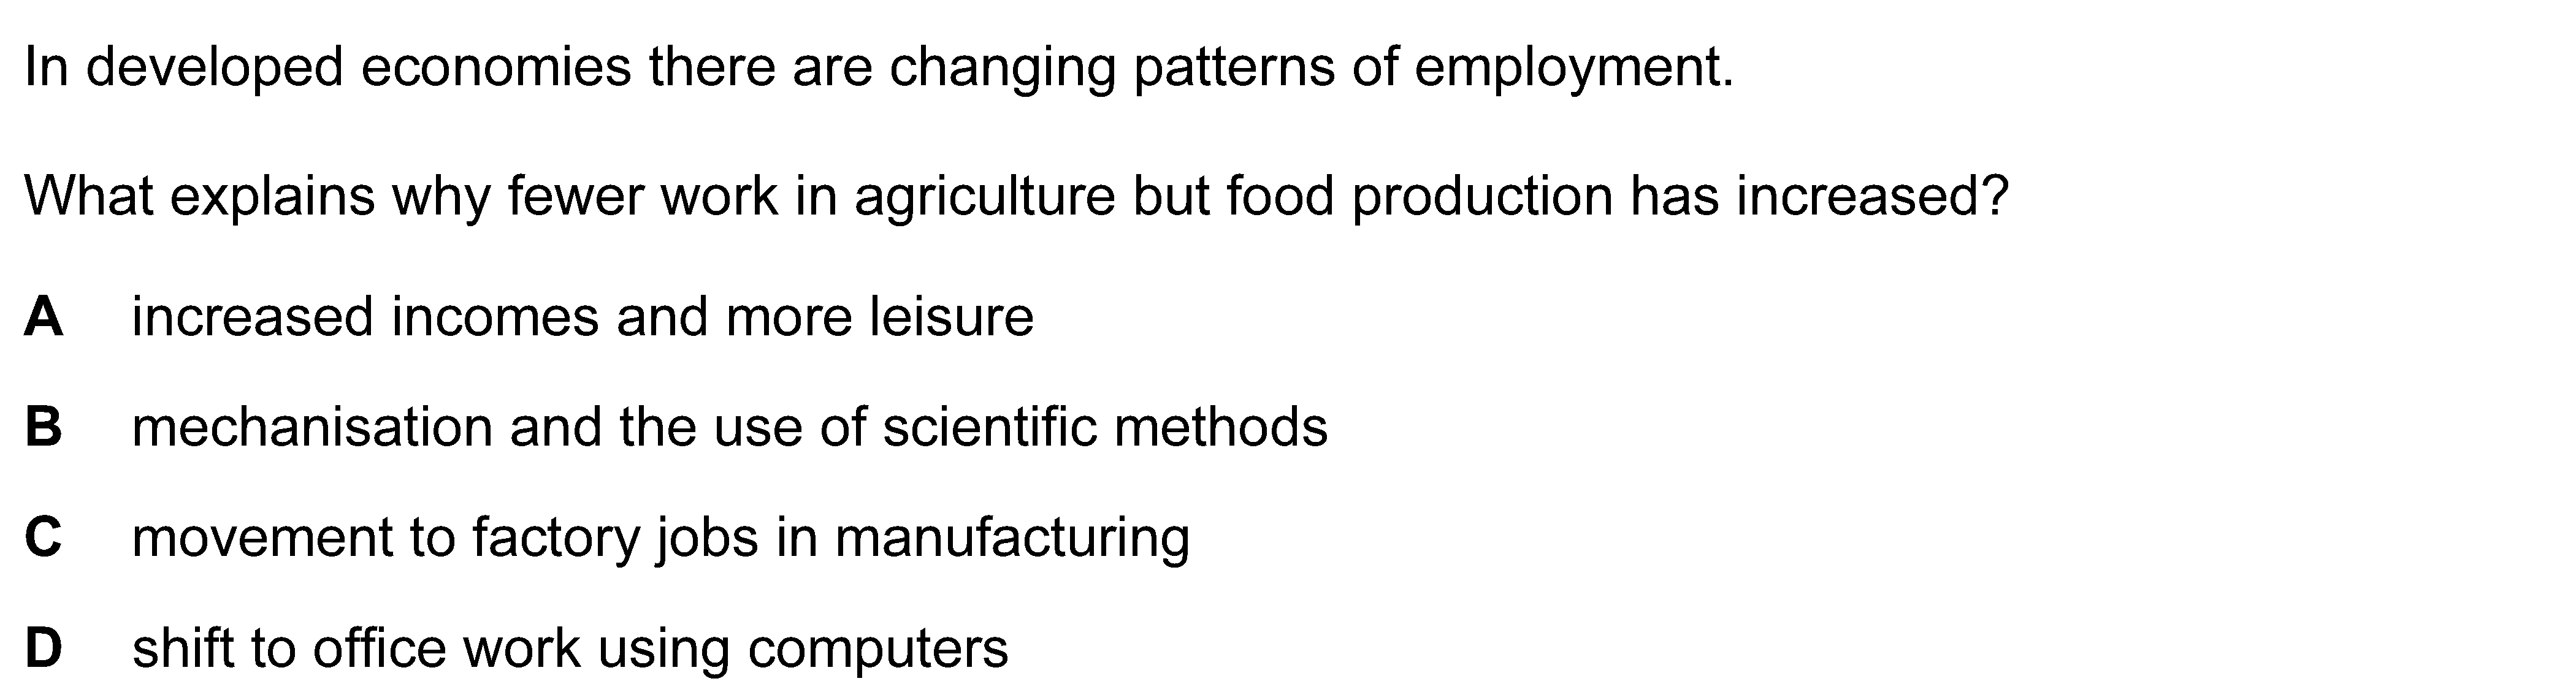 In developed economies there are changing patterns of employment.
What explains why fewer work in agriculture but food production has increased?
A increased incomes and more leisure
B mechanisation and the use of scientific methods
C movement to factory jobs in manufacturing
D shift to office work using computers